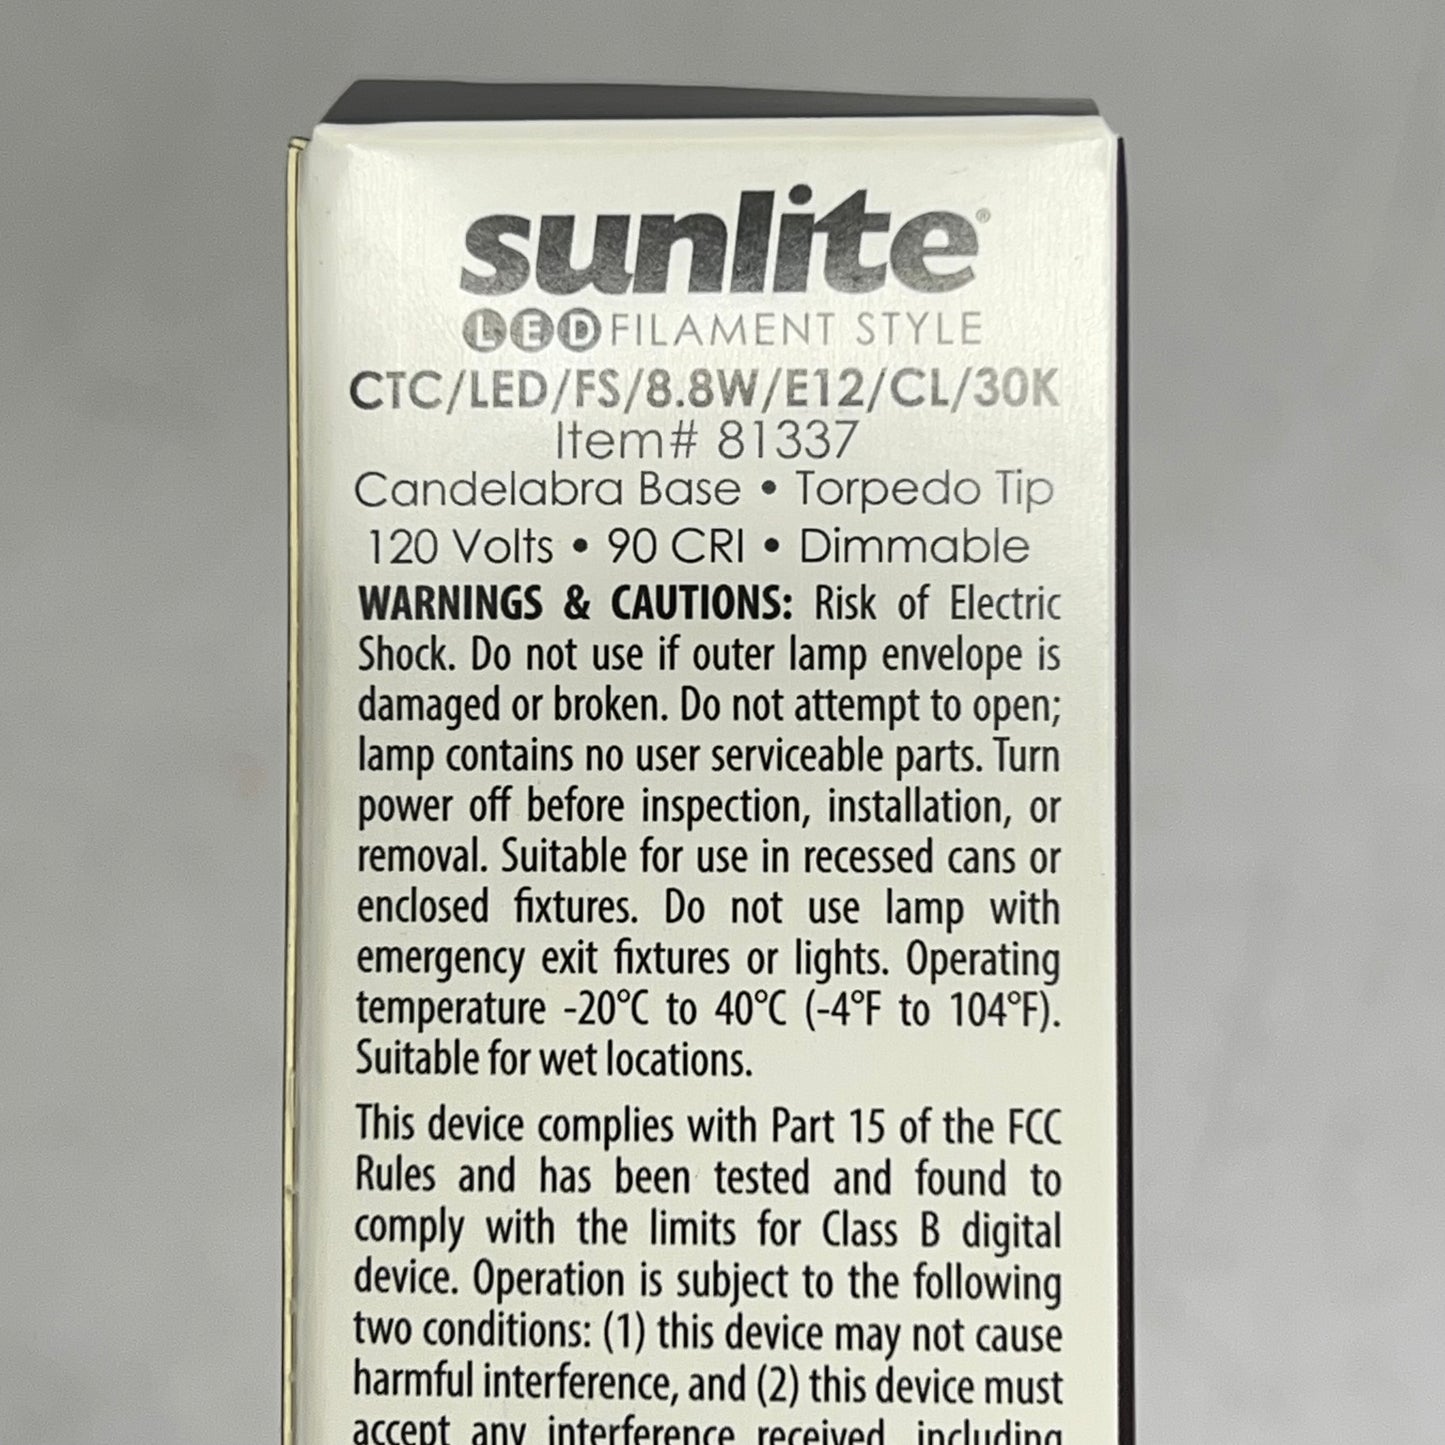 sunlite®
LED FILAMENT STYLE
CTC/LED/FS/8.8W/E12/CL/30K
Item# 81337
Candelabra Base • Torpedo Tip
120 Volts • 90 CRI • Dimmable
WARNINGS & CAUTIONS: Risk of Electric
Shock. Do not use if outer lamp envelope is
damaged or broken. Do not attempt to open;
lamp contains no user serviceable parts. Turn
power off before inspection, installation, or
removal. Suitable for use in recessed cans or
enclosed fixtures. Do not use lamp with
emergency exit fixtures or lights. Operating
temperature -20°C to 40°C (-4°F to 104°F).
Suitable for wet locations.
This device complies with Part 15 of the FCC
Rules and has been tested and found to
comply with the limits for Class B digital
device. Operation is subject to the following
two conditions: (1) this device may not cause
harmful interference, and (2) this device must
accept any interference received, including